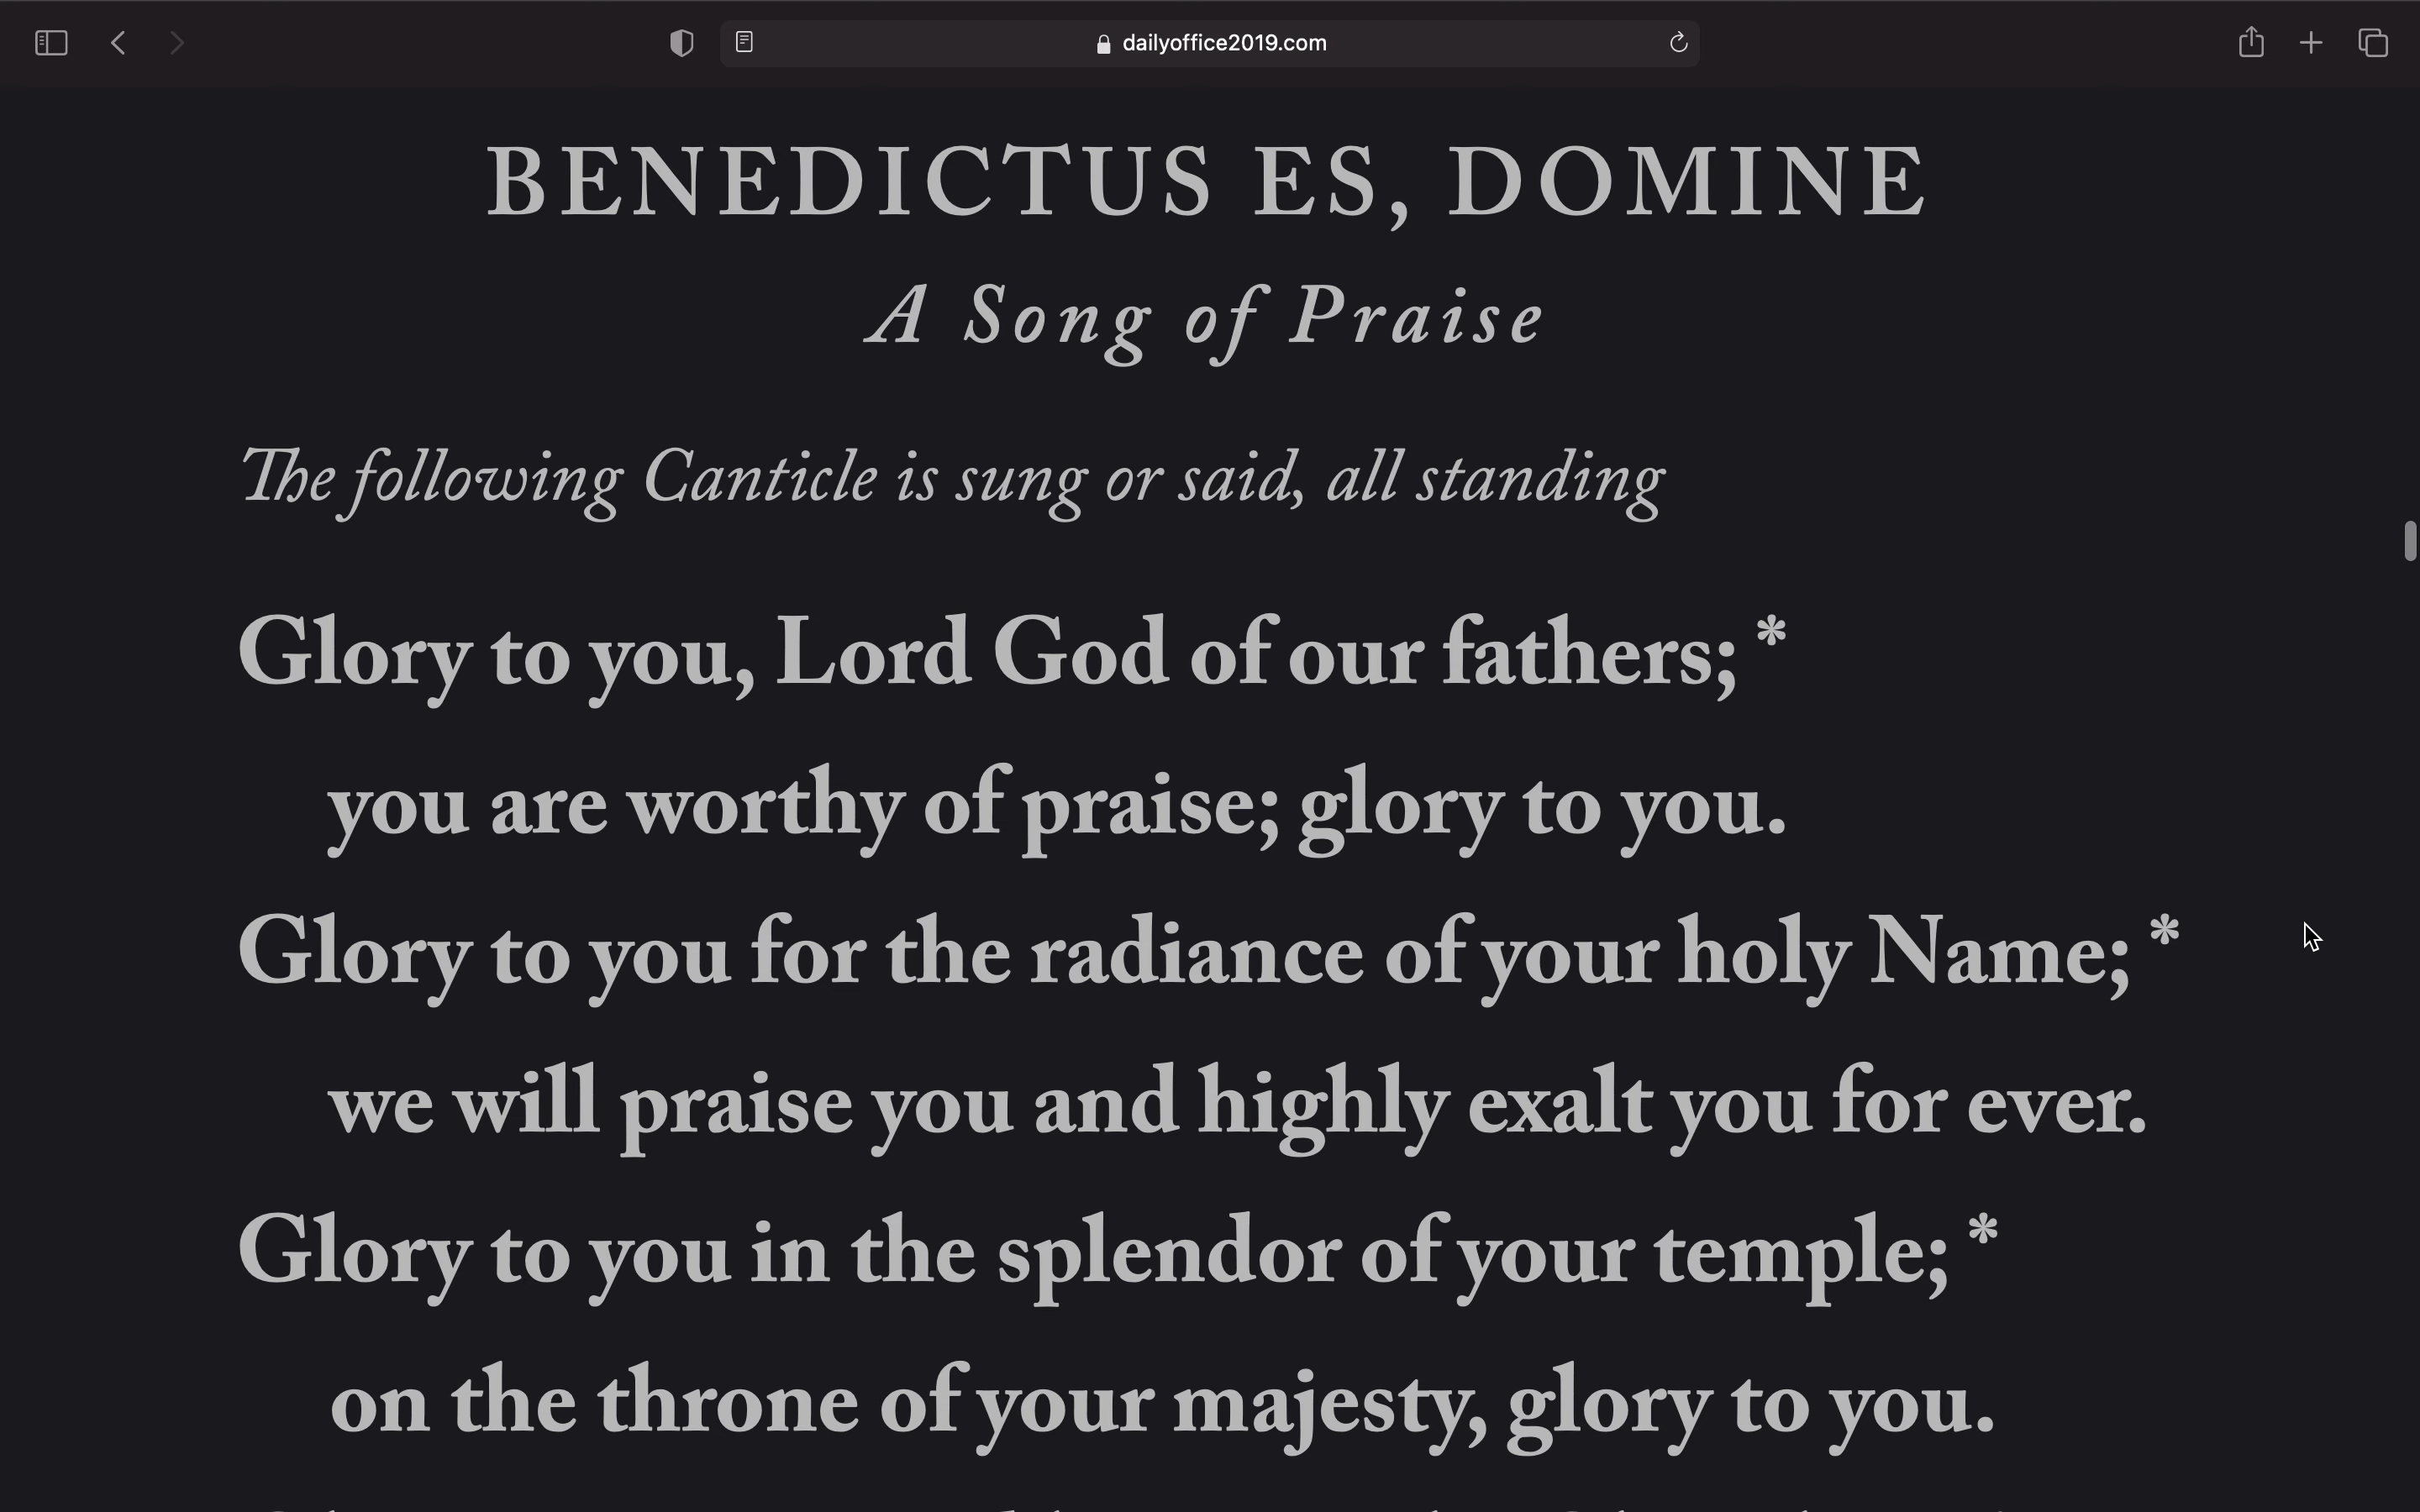 dailyoffice2019.com
BENEDICTUS ES, DOMINE
A Song of Praise
The following Canticle is sung or said, all standing
Glory to you, Lord God of our fathers; *
you are worthy of praise; glory to you.
Glory to you for the radiance of your holy Name; *
we will praise you and highly exalt you for ever.
Glory to you in the splendor of your temple; *
on the throne of your majesty, glory to you.